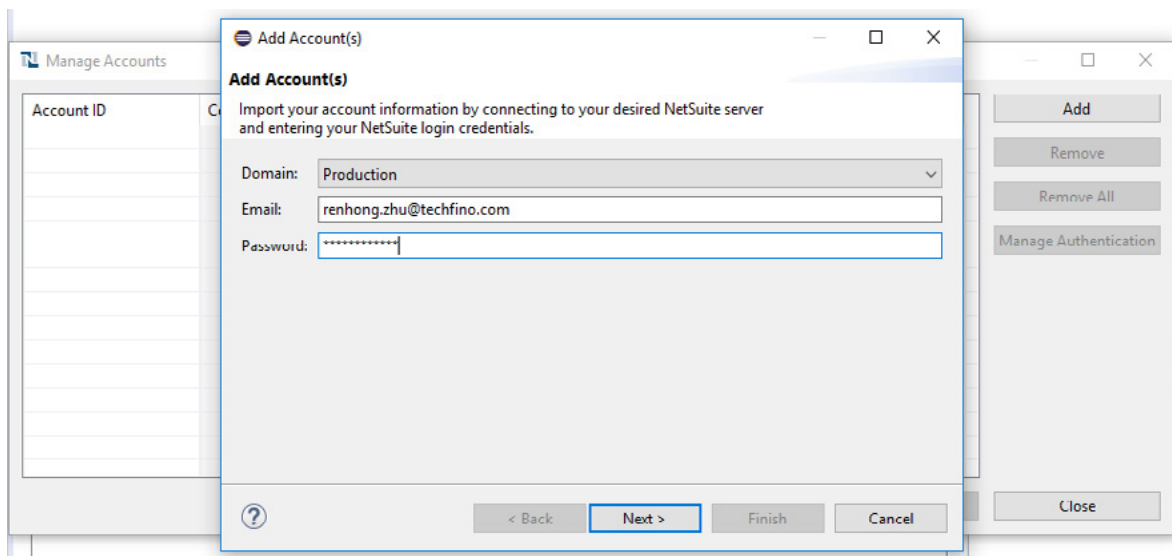 Add Account(s)
Manage Accounts
Add Account(s)
Account ID
Import your account information by connecting to your desired NetSuite server
and entering your NetSuite login credentials.
Domain:
Production
Email:
renhong.zhu@techfino.com
Password:
************
Add
Remove
Remove All
Manage Authentication
?
< Back
Next >
Finish
Cancel
Close